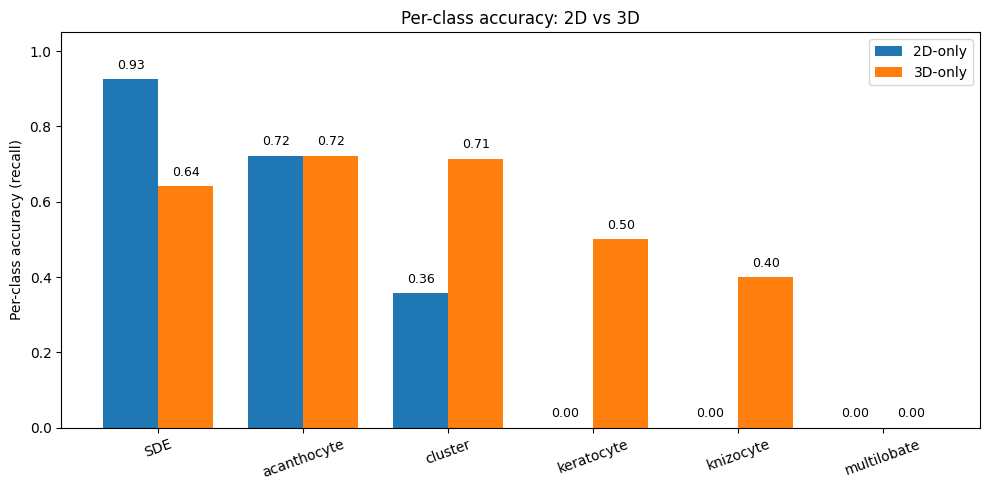 Per-class accuracy: 2D vs 3D
2D-only
3D-only
Per-class accuracy (recall)
1.0
0.8
0.6
0.4
0.2
0.0
0.93
0.64
0.72
0.72
0.36
0.71
0.00
0.50
0.00
0.40
0.00
0.00
SDE
acanthocyte
cluster
keratocyte
knizocyte
multilobate